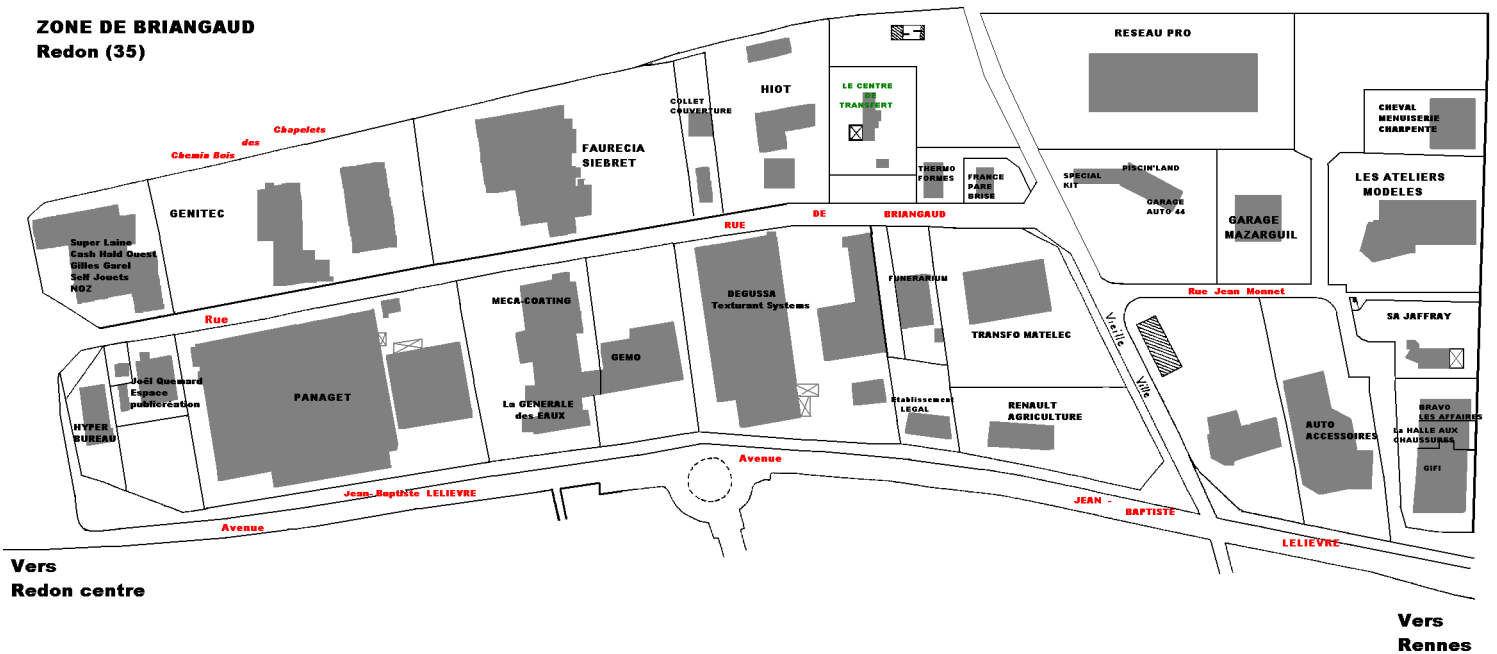 ZONE DE BRIANGAUD
Redon (35)
RESEAU PRO
HIOT
LE CENTRE
DE
TRANSFERT
COLLET
COUVERTURE
CHEVAL
MENUISERIE
CHARPENTE
Chemin Bois des Chapelets
FAURECIA
SIEBRET
THERMO
FORMES
FRANCE
PARE
BRISE
SPECIAL
KIT
PISCIN'LAND
GARAGE
AUTO 44
LES ATELIERS
MODELES
GENITEC
GARAGE
MAZARGUIL
RUE DE BRIANGAUD
Super Laine
Cash Hald Ouest
Gilles Garel
Self Jouets
NOZ
Rue
MECA-COATING
DEGUSSA
Texturant Systems
FUNERARIUM
Rue Jean Monnet
TRANSFO MATELEC
Vieille Ville
SA JAFFRAY
GEMO
Joël Quemard
Espace
publicréation
PANAGET
La GENERALE
des EAUX
Etablissement
LEGAL
RENAULT
AGRICULTURE
HYPER
BUREAU
AUTO
ACCESSOIRES
BRAVO
LES AFFAIRES
La HALLE AUX
CHAUSSURES
GIFI
Avenue
Jean-Baptiste LELIEVRE
Avenue
JEAN -
BAPTISTE
LELIEVRE
Vers
Redon centre
Vers
Rennes